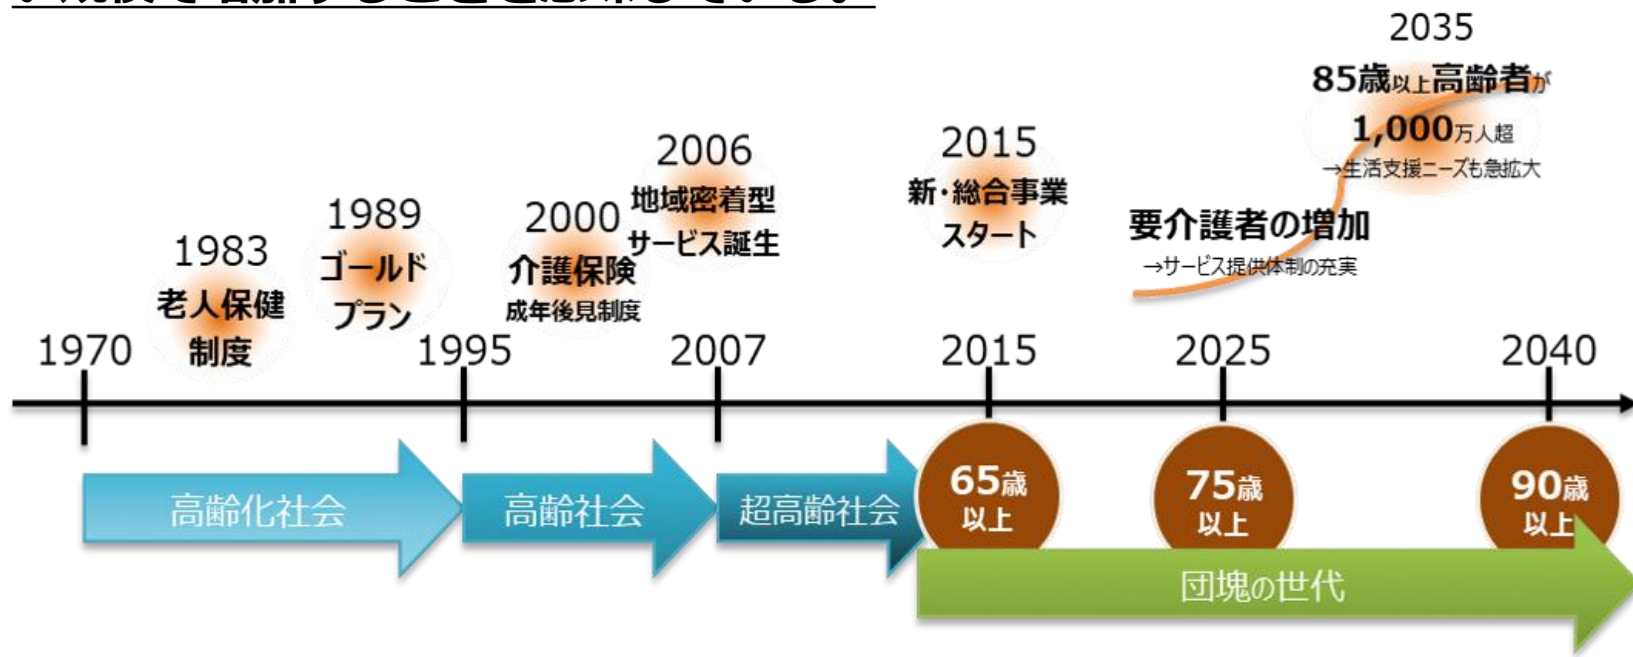 2035
85歳以上高齢者が
1,000万人超
→生活支援ニーズも急拡大
2015
新・総合事業
スタート
2006
地域密着型
サービス誕生
1989
ゴールド
プラン
2000
介護保険
成年後見制度
1983
老人保健
制度
要介護者の増加
→サービス提供体制の充実
1970
1995
2007
2015
2025
2040
高齢化社会
高齢社会
超高齢社会
65歳
以上
75歳
以上
90歳
以上
団塊の世代